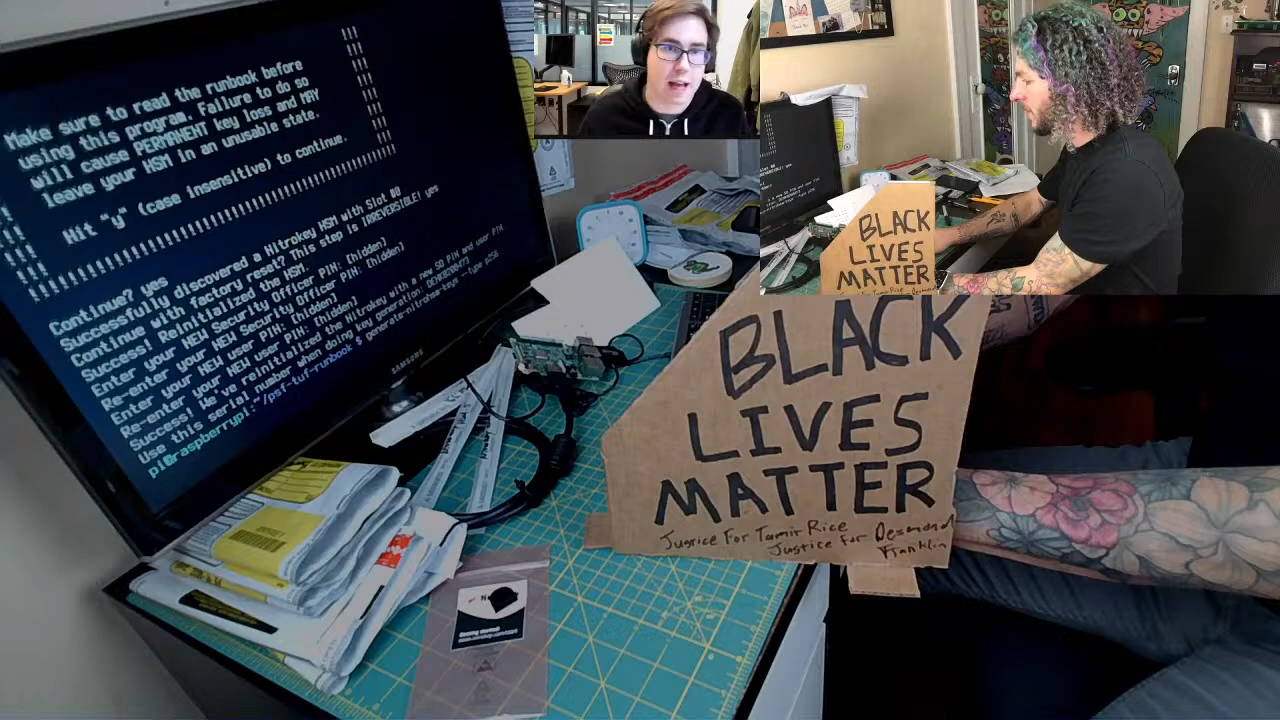 Make sure to read the runbook before
using this program. Failure to do so
will cause PERMANENT key loss and MAY
leave your HSM in an unusable state.
Hit "y" (case insensitive) to continue.
Continue? yes
Successfully discovered a Nitrokey HSM with Slot 00
Continue with factory reset? This step is IRREVERSIBLE! yes
Success! Reinitialized the HSM.
Enter your NEW Security Officer PIN: [hidden]
Re-enter your NEW Security Officer PIN: [hidden]
Enter your NEW user PIN: [hidden]
Re-enter your NEW user PIN: [hidden]
Success! We've reinitialized the Nitrokey with a new SO PIN and user PIN
Use this serial number when doing key generation: DENK0206473
pi@raspberrypi:~/psf-tuf-runbook $ generate-nitrohsm-keys --type p256
SAMSUNG
BLACK
LIVES
MATTER
BLACK
LIVES
MATTER
Justice For Tamir Rice
Justice for Desmond
Franklin
N
Getting started: